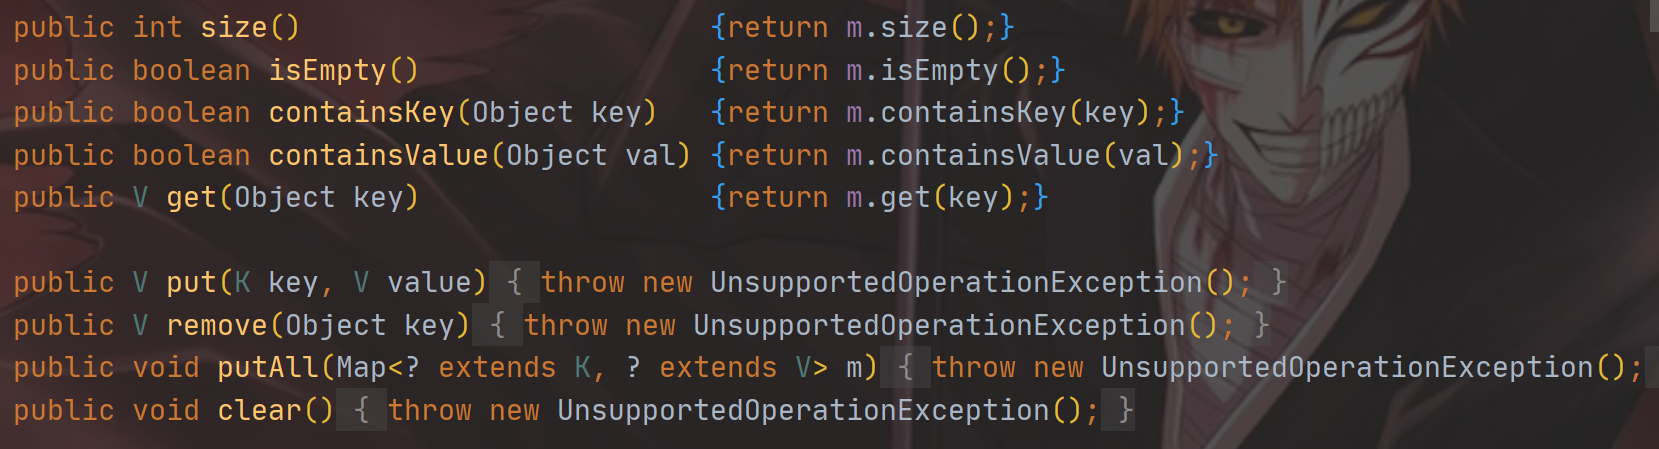 public int size()                        {return m.size();}
public boolean isEmpty()                 {return m.isEmpty();}
public boolean containsKey(Object key)   {return m.containsKey(key);}
public boolean containsValue(Object val) {return m.containsValue(val);}
public V get(Object key)                 {return m.get(key);}

public V put(K key, V value) { throw new UnsupportedOperationException(); }
public V remove(Object key) { throw new UnsupportedOperationException(); }
public void putAll(Map<? extends K, ? extends V> m) { throw new UnsupportedOperationException();
public void clear() { throw new UnsupportedOperationException(); }